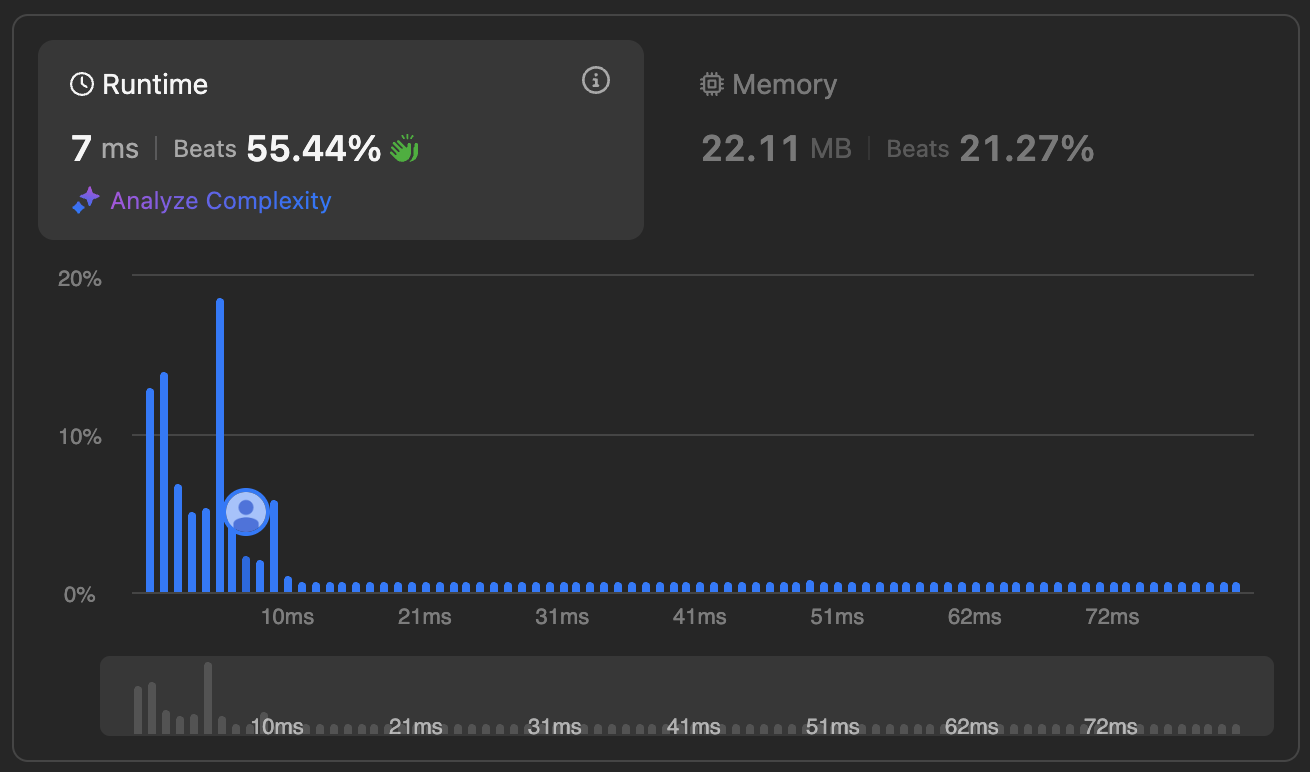 Runtime
Memory
7 ms | Beats 55.44%
22.11 MB | Beats 21.27%
Analyze Complexity
20%
10%
0%
10ms 21ms 31ms 41ms 51ms 62ms 72ms
10ms 21ms 31ms 41ms 51ms 62ms 72ms